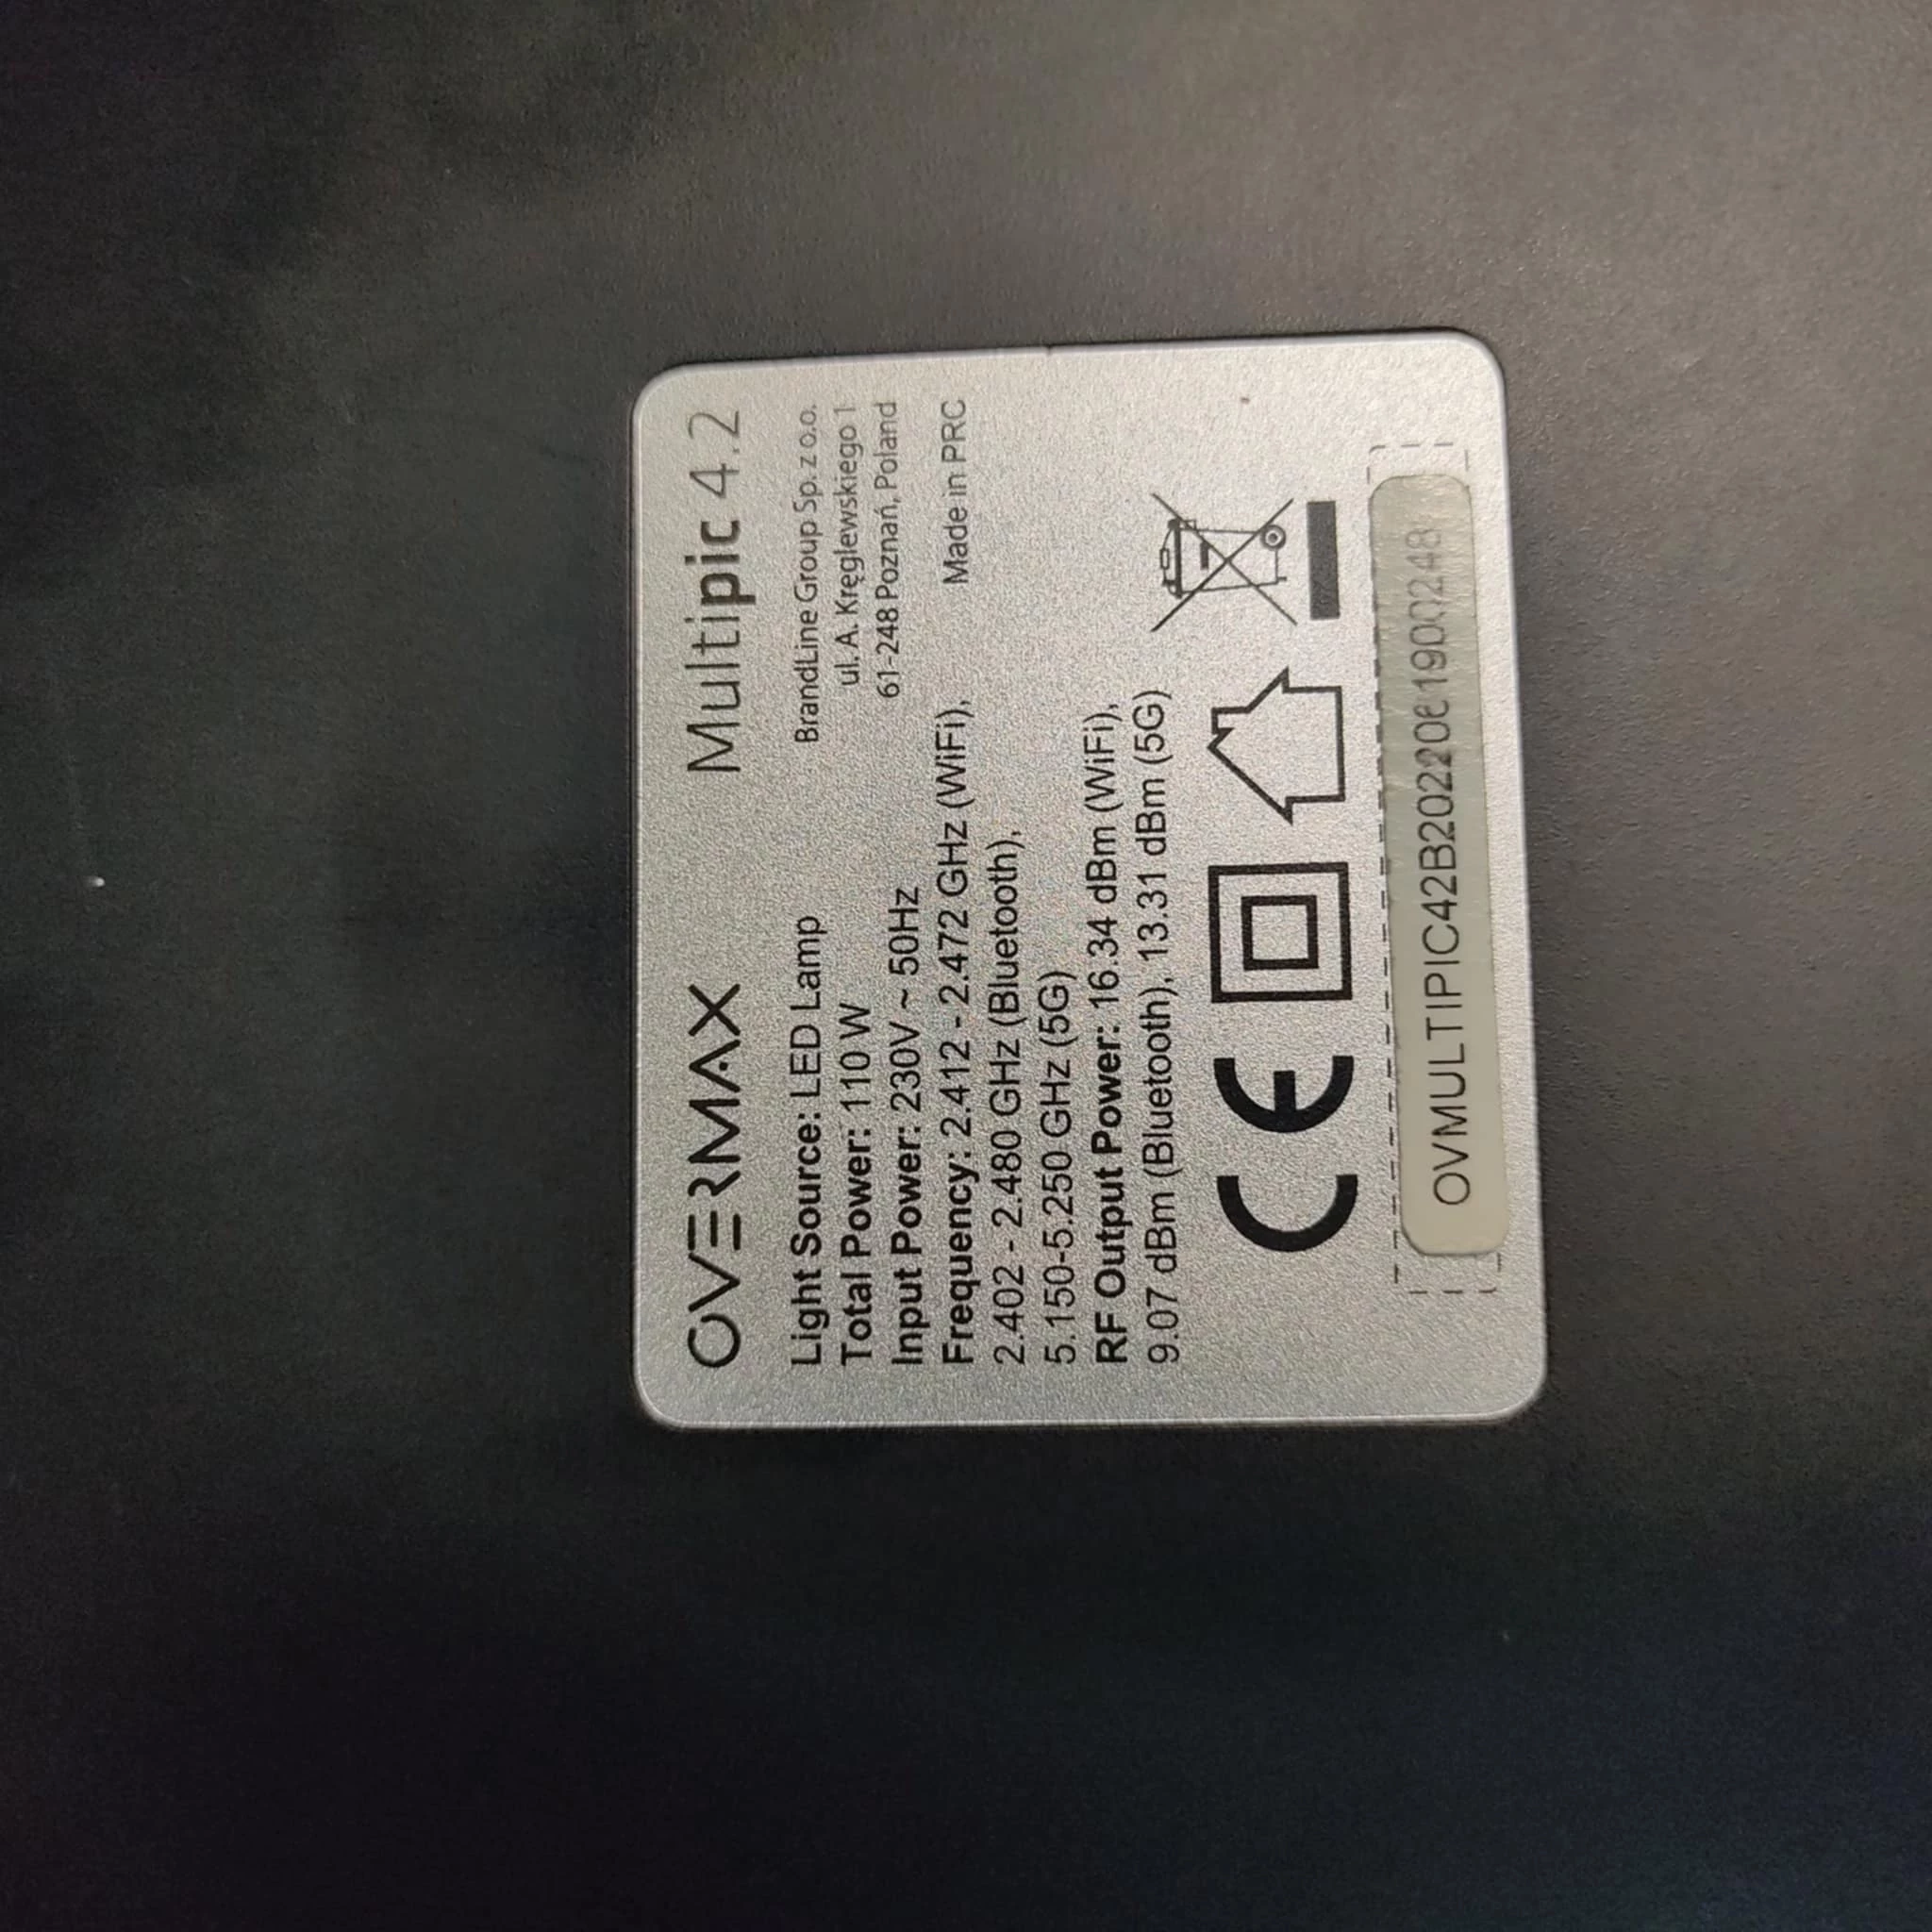 OVERMAX
Multipic 4.2
Light Source: LED Lamp
Total Power: 110 W
Input Power: 230V ~ 50Hz
Frequency: 2.412 - 2.472 GHz (WiFi),
2.402 - 2.480 GHz (Bluetooth),
5.150-5.250 GHz (5G)
RF Output Power: 16.34 dBm (WiFi),
9.07 dBm (Bluetooth), 13.31 dBm (5G)
BrandLine Group Sp. z o.o.
ul. A. Kręglewskiego 1
61-248 Poznań, Poland
Made in PRC
CE